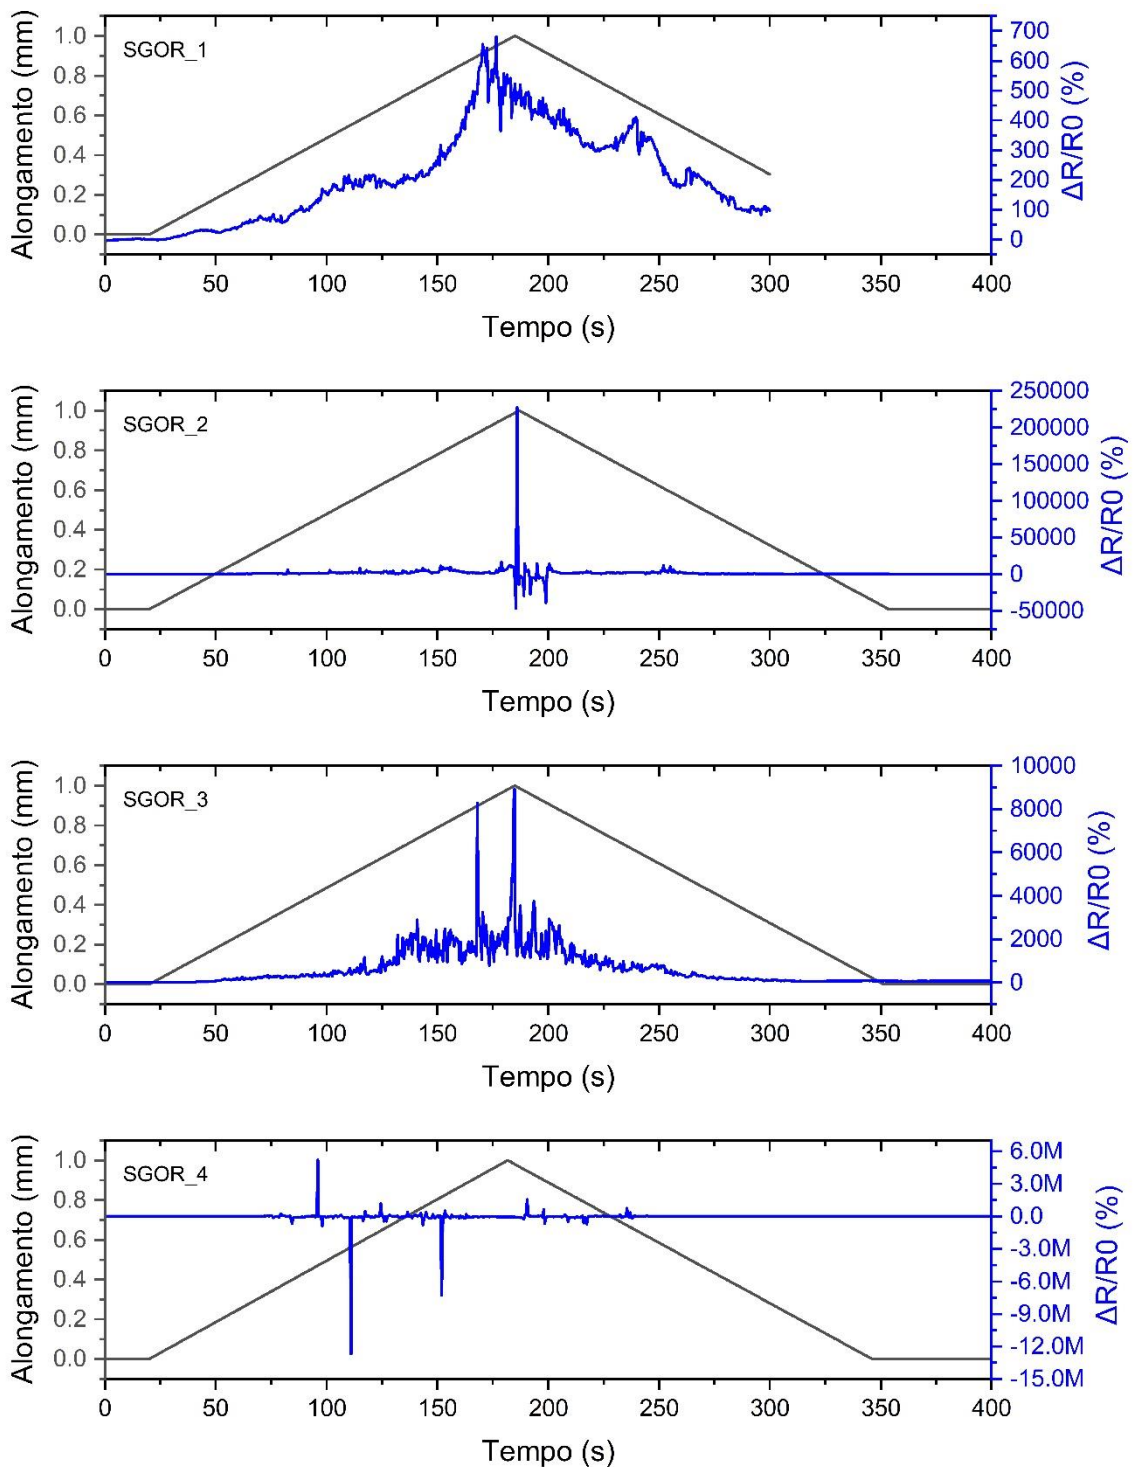 SGOR_1
Alongamento (mm)
1.0
0.8
0.6
0.4
0.2
0.0
700
600
500
400
300
200
100
0
ΔR/R0 (%)
0 50 100 150 200 250 300 350 400
Tempo (s)
SGOR_2
Alongamento (mm)
1.0
0.8
0.6
0.4
0.2
0.0
250000
200000
150000
100000
50000
0
-50000
ΔR/R0 (%)
0 50 100 150 200 250 300 350 400
Tempo (s)
SGOR_3
Alongamento (mm)
1.0
0.8
0.6
0.4
0.2
0.0
10000
8000
6000
4000
2000
0
ΔR/R0 (%)
0 50 100 150 200 250 300 350 400
Tempo (s)
SGOR_4
Alongamento (mm)
1.0
0.8
0.6
0.4
0.2
0.0
6.0M
3.0M
0.0
-3.0M
-6.0M
-9.0M
-12.0M
-15.0M
ΔR/R0 (%)
0 50 100 150 200 250 300 350 400
Tempo (s)